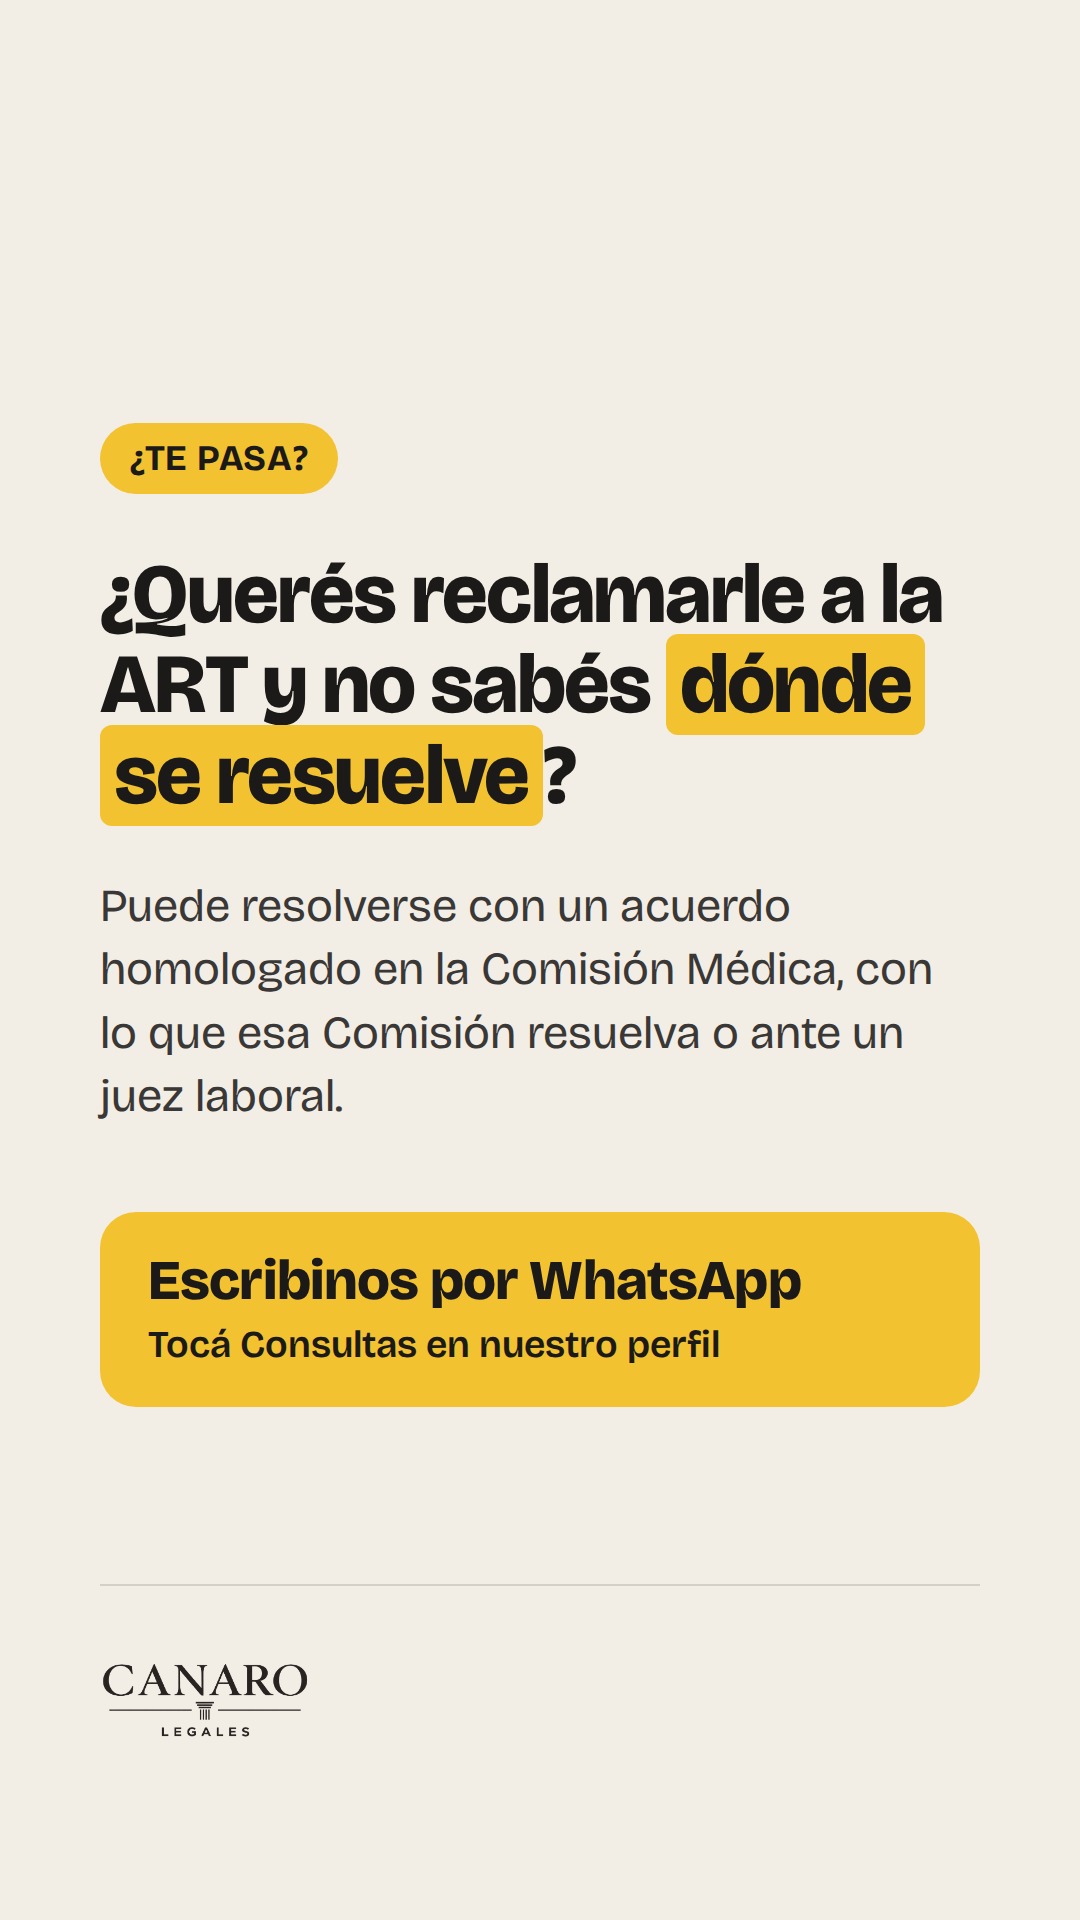 ¿TE PASA?
¿Querés reclamarle a la
ART y no sabés dónde
se resuelve?
Puede resolverse con un acuerdo
homologado en la Comisión Médica, con
lo que esa Comisión resuelva o ante un
juez laboral.
Escribinos por WhatsApp
Tocá Consultas en nuestro perfil
CANARO
LEGALES